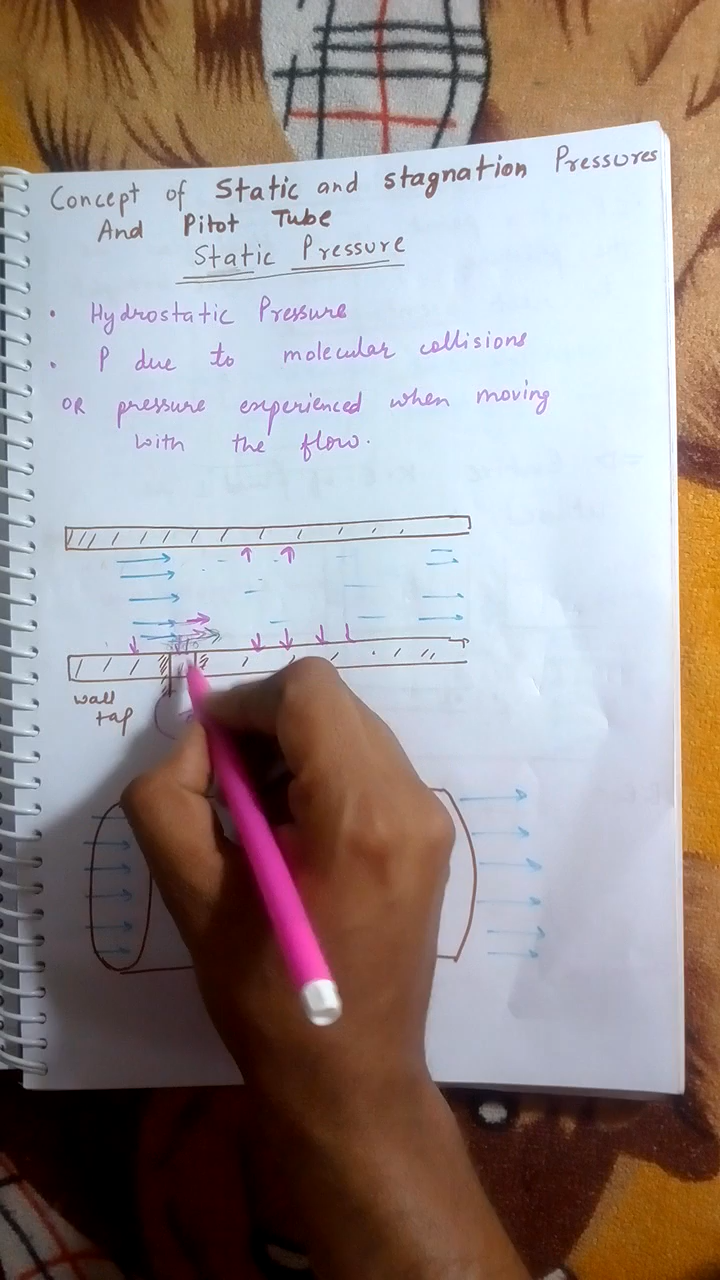 Concept of Static and stagnation Pressures
And Pitot Tube
Static Pressure
• Hydrostatic Pressure
• P due to molecular collisions
OR pressure experienced when moving
with the flow.
wall
tap